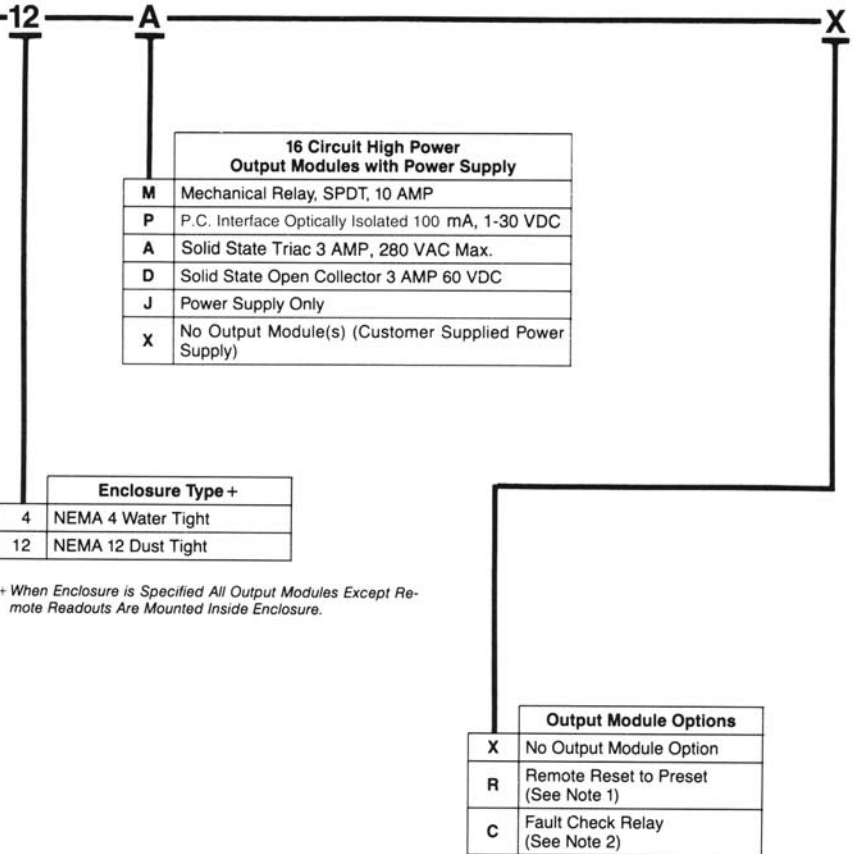 -12 A X
16 Circuit High Power
Output Modules with Power Supply
M Mechanical Relay, SPDT, 10 AMP
P P.C. Interface Optically Isolated 100 mA, 1-30 VDC
A Solid State Triac 3 AMP, 280 VAC Max.
D Solid State Open Collector 3 AMP 60 VDC
J Power Supply Only
X No Output Module(s) (Customer Supplied Power
Supply)
Enclosure Type +
4 NEMA 4 Water Tight
12 NEMA 12 Dust Tight
+ When Enclosure is Specified All Output Modules Except Re-
mote Readouts Are Mounted Inside Enclosure.
Output Module Options
X No Output Module Option
R Remote Reset to Preset
(See Note 1)
C Fault Check Relay
(See Note 2)